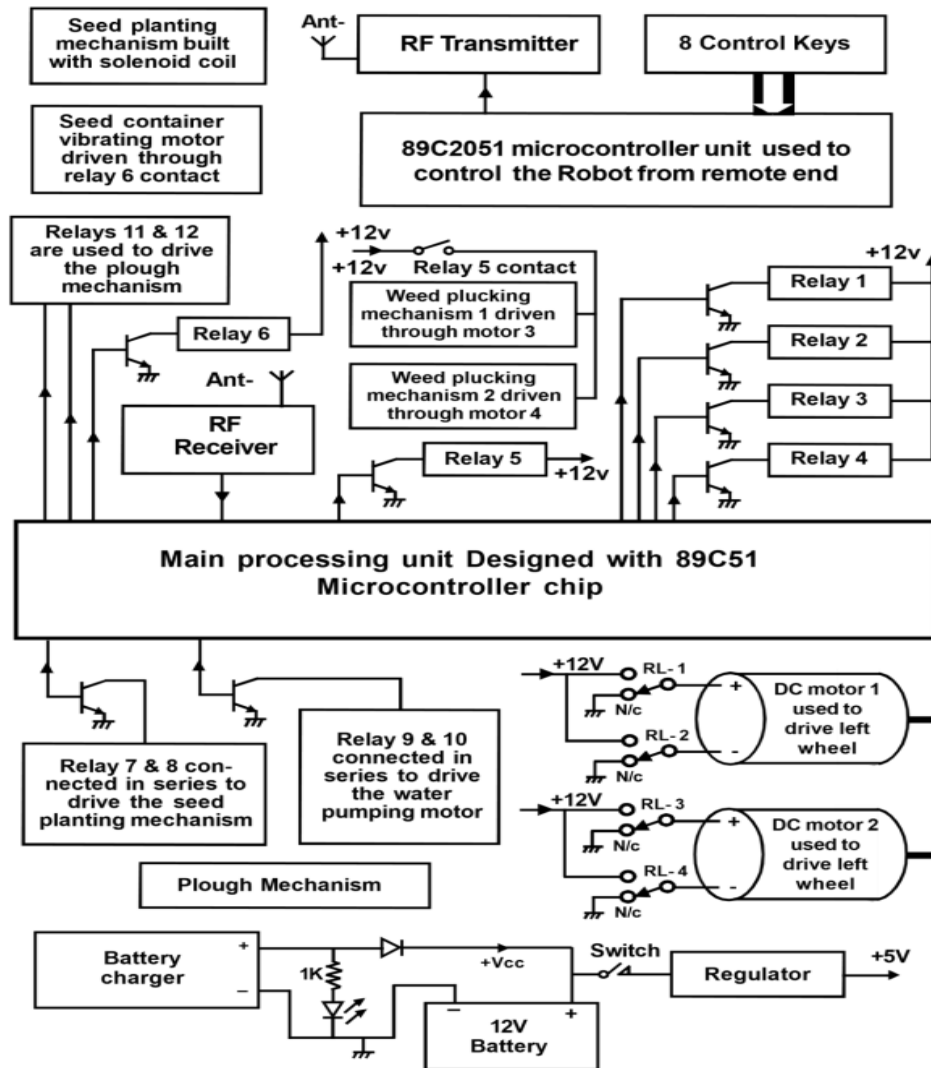 Seed planting
mechanism built
with solenoid coil
Ant-
RF Transmitter
8 Control Keys
Seed container
vibrating motor
driven through
relay 6 contact
89C2051 microcontroller unit used to
control the Robot from remote end
Relays 11 & 12
are used to drive
the plough
mechanism
+12v
+12v
Relay 5 contact
Weed plucking
mechanism 1 driven
through motor 3
Weed plucking
mechanism 2 driven
through motor 4
+12v
Relay 1
Relay 2
Relay 3
Relay 4
Relay 6
Ant-
RF
Receiver
Relay 5
+12v
Main processing unit Designed with 89C51
Microcontroller chip
Relay 7 & 8 con-
nected in series to
drive the seed
planting mechanism
Relay 9 & 10
connected in
series to drive
the water
pumping motor
+12V
RL-1
N/c
RL-2
N/c
+
-
DC motor 1
used to
drive left
wheel
+12V
RL-3
N/c
RL-4
N/c
+
-
DC motor 2
used to
drive left
wheel
Plough Mechanism
Battery
charger
+
–
1K
+Vcc
–
+
12V
Battery
Switch
Regulator
+5V